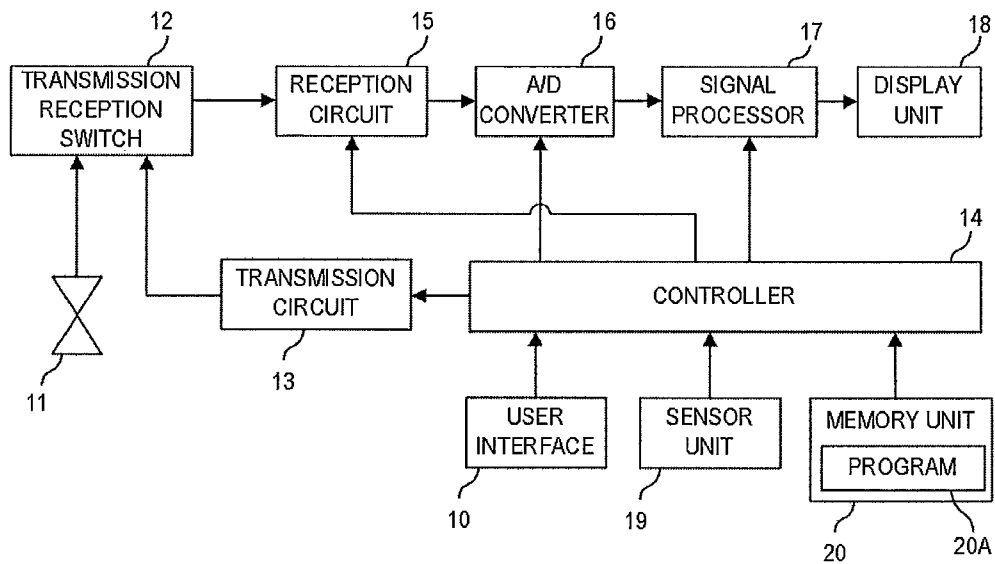 12
15
16
17
18
TRANSMISSION
RECEPTION
SWITCH
RECEPTION
CIRCUIT
A/D
CONVERTER
SIGNAL
PROCESSOR
DISPLAY
UNIT
14
TRANSMISSION
CIRCUIT
CONTROLLER
11
13
USER
INTERFACE
SENSOR
UNIT
MEMORY UNIT
PROGRAM
10
19
20
20A